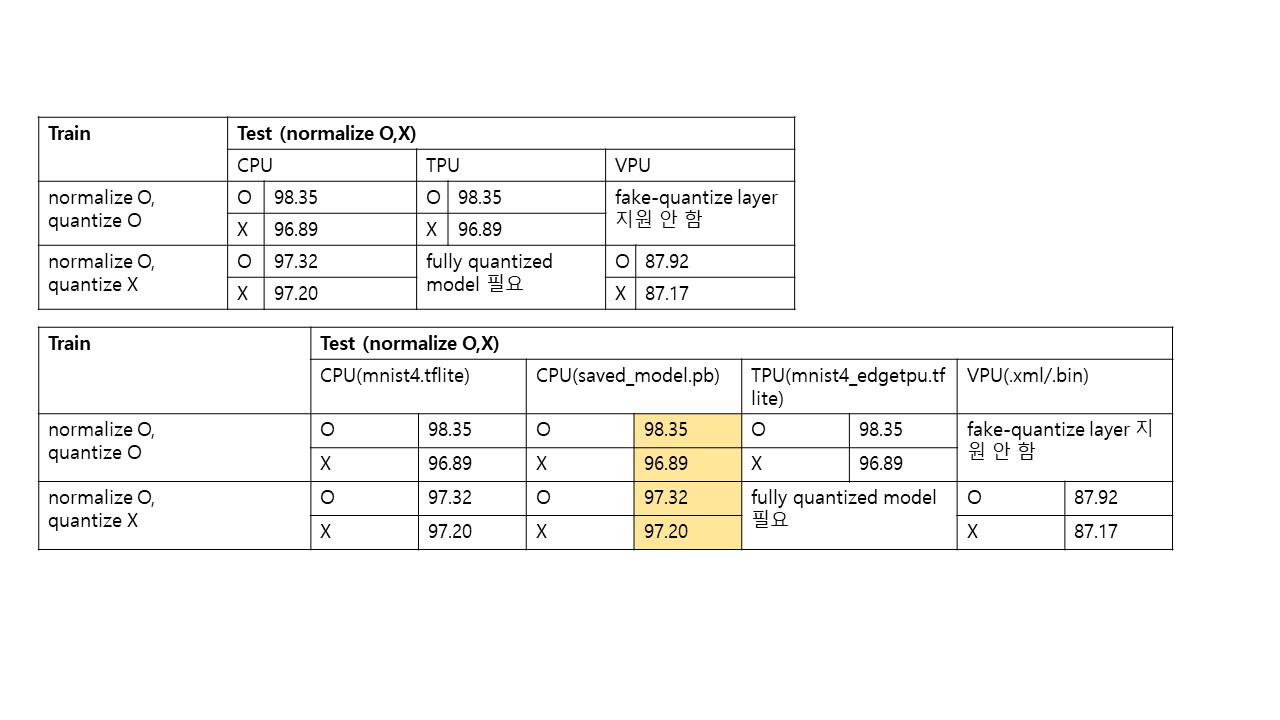 Train
Test (normalize O,X)
CPU
TPU
VPU
normalize O,
quantize O
O 98.35
O 98.35
fake-quantize layer
지원 안 함
X 96.89
X 96.89
normalize O,
quantize X
O 97.32
fully quantized
model 필요
O 87.92
X 97.20
X 87.17
Train
Test (normalize O,X)
CPU(mnist4.tflite)
CPU(saved_model.pb)
TPU(mnist4_edgetpu.tf
lite)
VPU(.xml/.bin)
normalize O,
quantize O
O 98.35
O 98.35
O 98.35
fake-quantize layer 지
원 안 함
X 96.89
X 96.89
X 96.89
normalize O,
quantize X
O 97.32
O 97.32
fully quantized model
필요
O 87.92
X 97.20
X 97.20
X 87.17